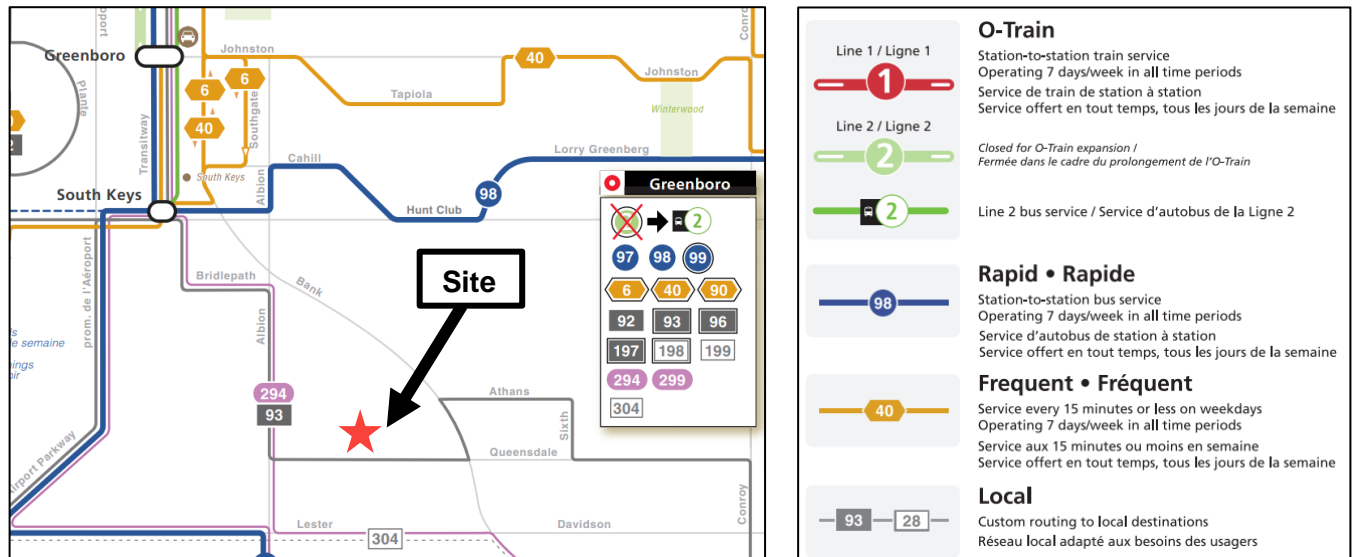 Greenboro
Johnston
Conroy
40
6
6
Johnston
Tapiola
Plante
Transitway
40
Southgate
Winterwood
2
South Keys
Cahill
Lorry Greenberg
South Keys
Albion
98
Hunt Club
Greenboro
2
97 98 99
6 40 90
92 93 96
197 198 199
294 299
304
Bridlepath
Bank
Site
prom. de l'Aéroport
Albion
de semaine
294
93
Athans
Sixth
Airport Parkway
Queensdale
Conroy
Lester
304
Davidson
O-Train
Line 1 / Ligne 1
1
Station-to-station train service
Operating 7 days/week in all time periods
Service de train de station à station
Service offert en tout temps, tous les jours de la semaine
Line 2 / Ligne 2
2
Closed for O-Train expansion /
Fermée dans le cadre du prolongement de l'O-Train
2
Line 2 bus service / Service d'autobus de la Ligne 2
Rapid • Rapide
98
Station-to-station bus service
Operating 7 days/week in all time periods
Service d'autobus de station à station
Service offert en tout temps, tous les jours de la semaine
Frequent • Fréquent
40
Service every 15 minutes or less on weekdays
Operating 7 days/week in all time periods
Service aux 15 minutes ou moins en semaine
Service offert en tout temps, tous les jours de la semaine
Local
93 28
Custom routing to local destinations
Réseau local adapté aux besoins des usagers